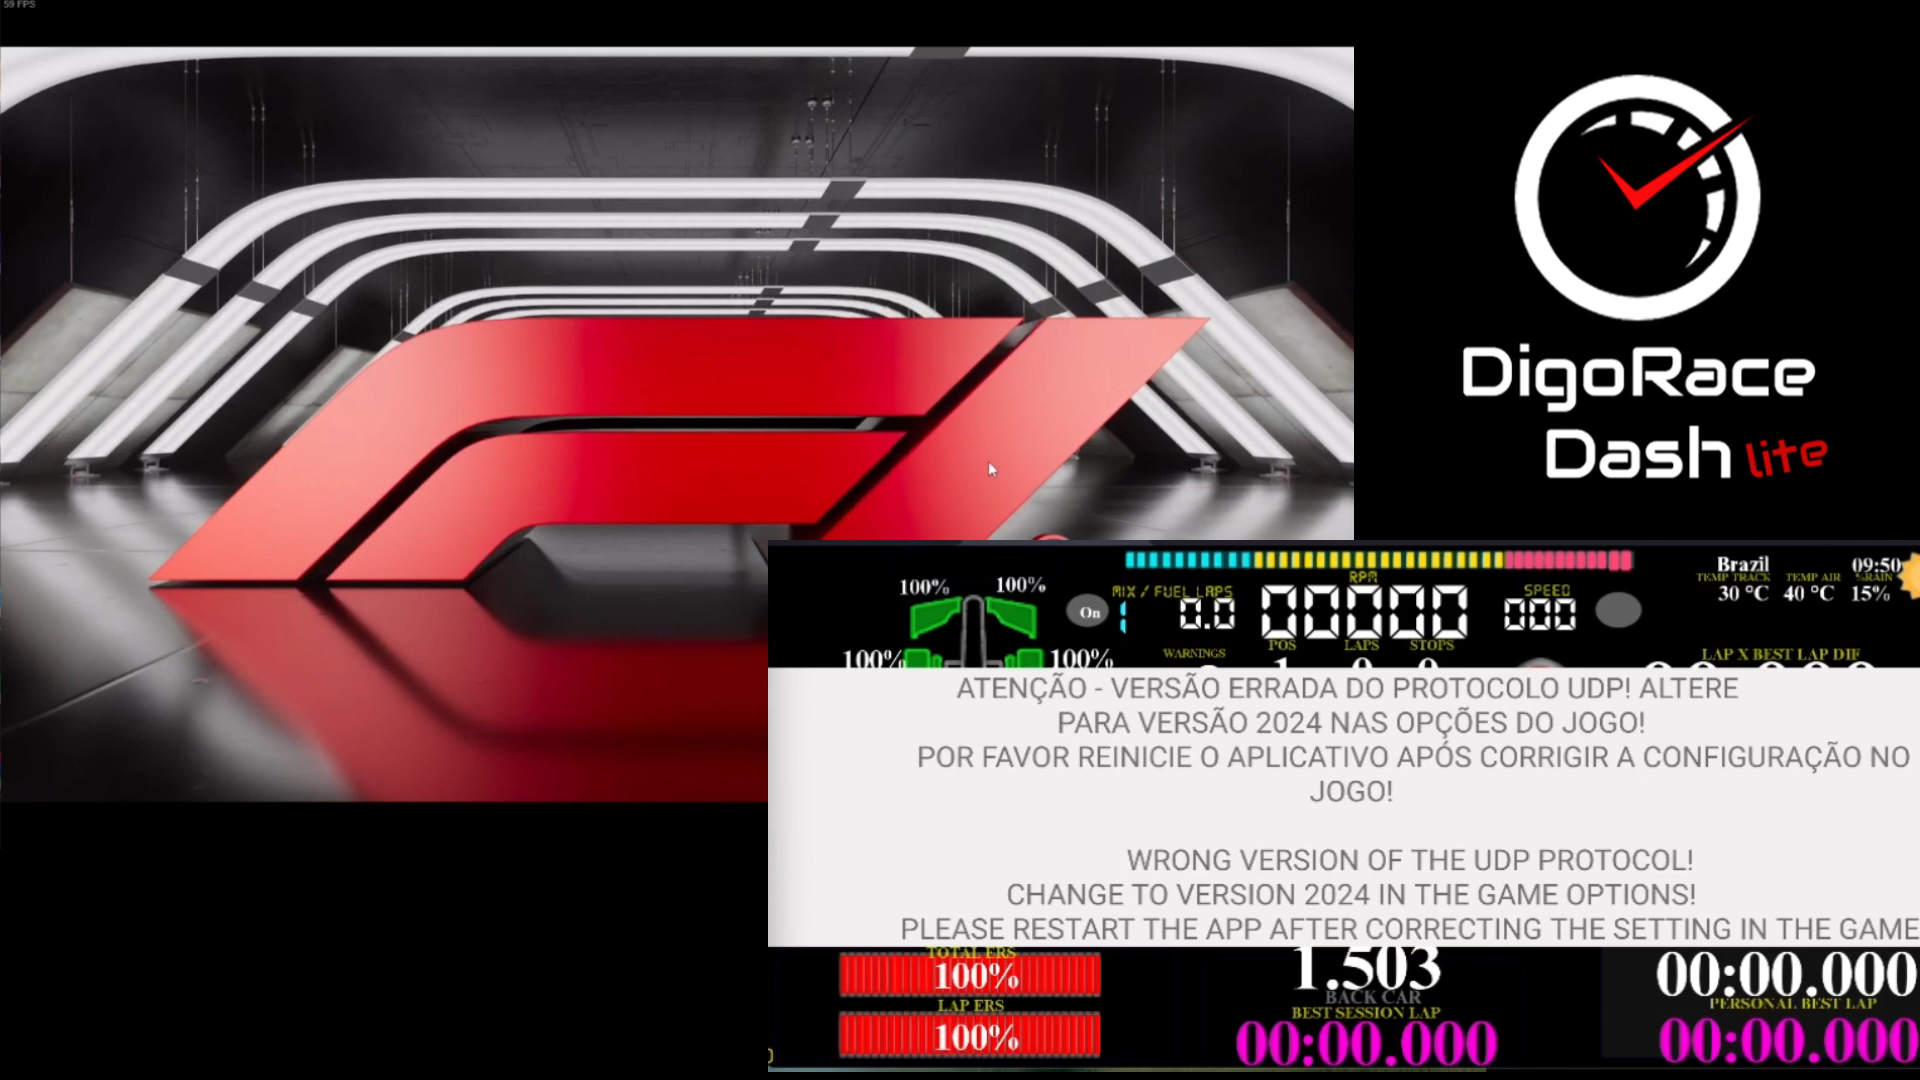 59 FPS
DigoRace
Dash lite
Brazil 09:50
RPM
TEMP TRACK TEMP AIR %RAIN
100% 100%
On
MIX / FUEL LAPS
SPEED
30 °C 40 °C 15%
1 0.0 00000 000
POS LAPS STOPS
WARNINGS
LAP X BEST LAP DIF
100% 100%
ATENÇÃO - VERSÃO ERRADA DO PROTOCOLO UDP! ALTERE
PARA VERSÃO 2024 NAS OPÇÕES DO JOGO!
POR FAVOR REINICIE O APLICATIVO APÓS CORRIGIR A CONFIGURAÇÃO NO
JOGO!
WRONG VERSION OF THE UDP PROTOCOL!
CHANGE TO VERSION 2024 IN THE GAME OPTIONS!
PLEASE RESTART THE APP AFTER CORRECTING THE SETTING IN THE GAME
TOTAL ERS
100%
1.503
00:00.000
BACK CAR
PERSONAL BEST LAP
LAP ERS
BEST SESSION LAP
100%
00:00.000
00:00.000